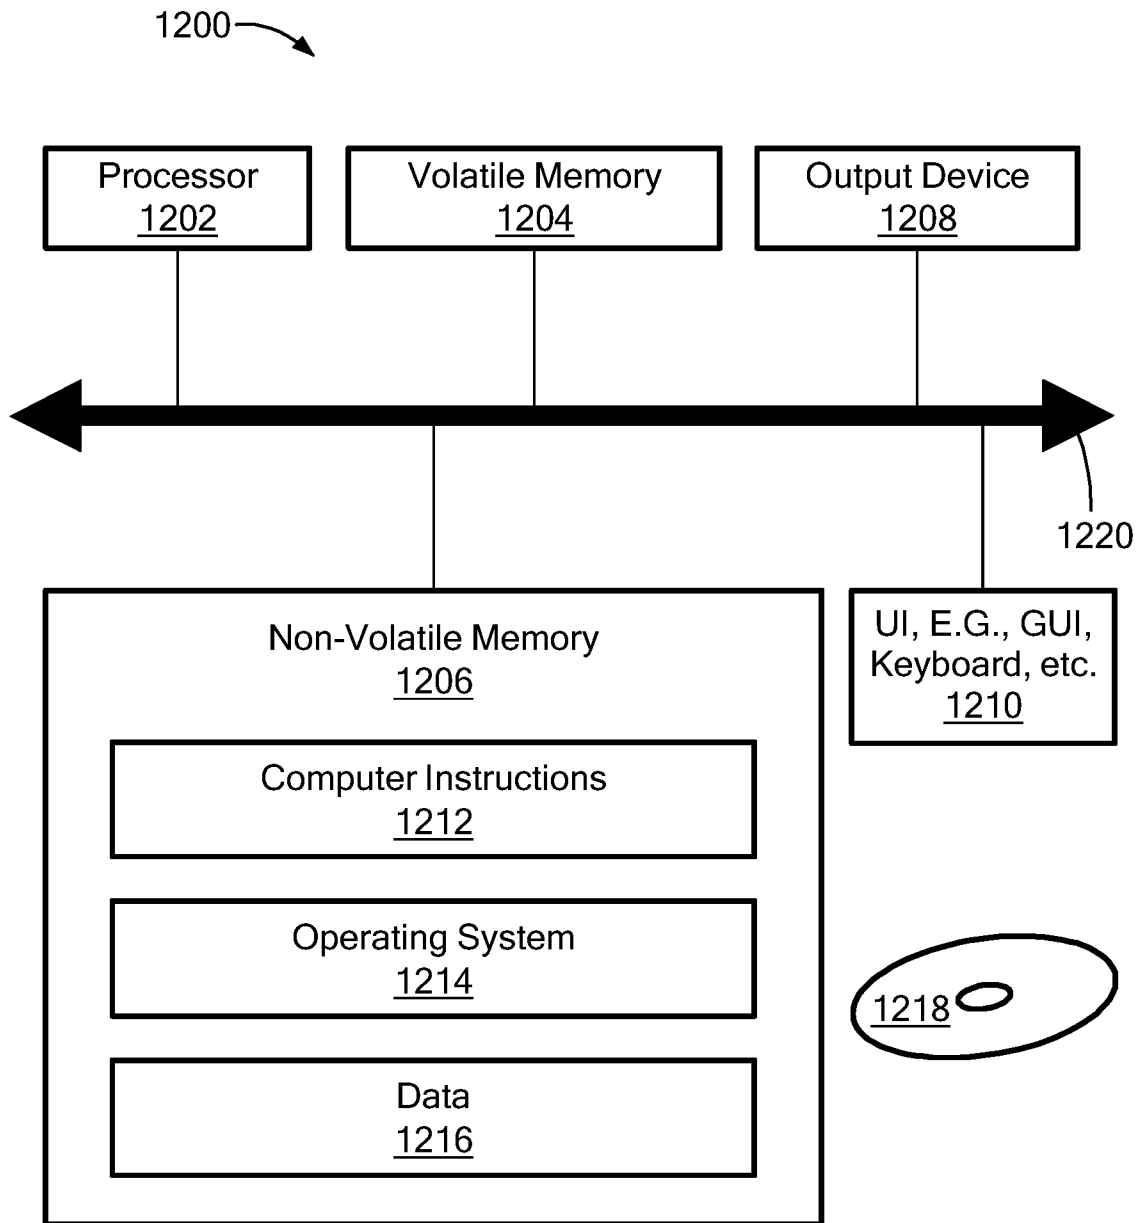 1200
Processor
1202
Volatile Memory
1204
Output Device
1208
1220
Non-Volatile Memory
1206
UI, E.G., GUI,
Keyboard, etc.
1210
Computer Instructions
1212
Operating System
1214
1218
Data
1216